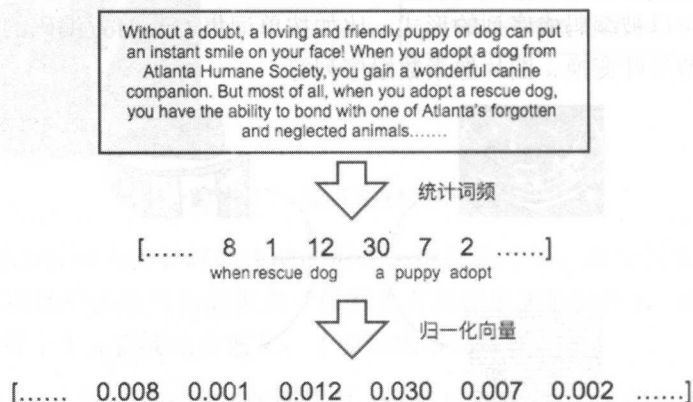 Without a doubt, a loving and friendly puppy or dog can put
an instant smile on your face! When you adopt a dog from
Atlanta Humane Society, you gain a wonderful canine
companion. But most of all, when you adopt a rescue dog,
you have the ability to bond with one of Atlanta's forgotten
and neglected animals.......
统计词频
[...... 8 1 12 30 7 2 ......]
when rescue dog a puppy adopt
归一化向量
[...... 0.008 0.001 0.012 0.030 0.007 0.002 ......]